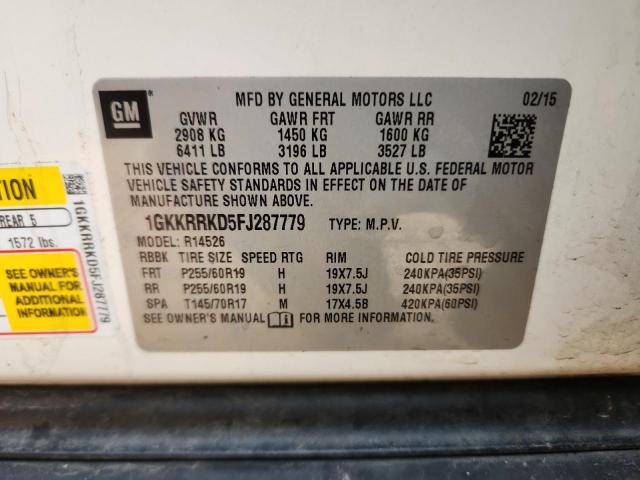 GM
MFD BY GENERAL MOTORS LLC 02/15
GVWR GAWR FRT GAWR RR
2908 KG 1450 KG 1600 KG
6411 LB 3196 LB 3527 LB
THIS VEHICLE CONFORMS TO ALL APPLICABLE U.S. FEDERAL MOTOR
VEHICLE SAFETY STANDARDS IN EFFECT ON THE DATE OF
MANUFACTURE SHOWN ABOVE.
1GKKRRKD5FJ287779 TYPE: M.P.V.
MODEL: R14526
RBBK TIRE SIZE SPEED RTG RIM COLD TIRE PRESSURE
FRT P255/60R19 H 19X7.5J 240KPA(35PSI)
RR P255/60R19 H 19X7.5J 240KPA(35PSI)
SPA T145/70R17 M 17X4.5B 420KPA(60PSI)
SEE OWNER'S MANUAL FOR MORE INFORMATION.
REAR 5
1572 lbs.
SEE OWNER'S
MANUAL FOR
ADDITIONAL
INFORMATION
1GKKRRKD5FJ287779